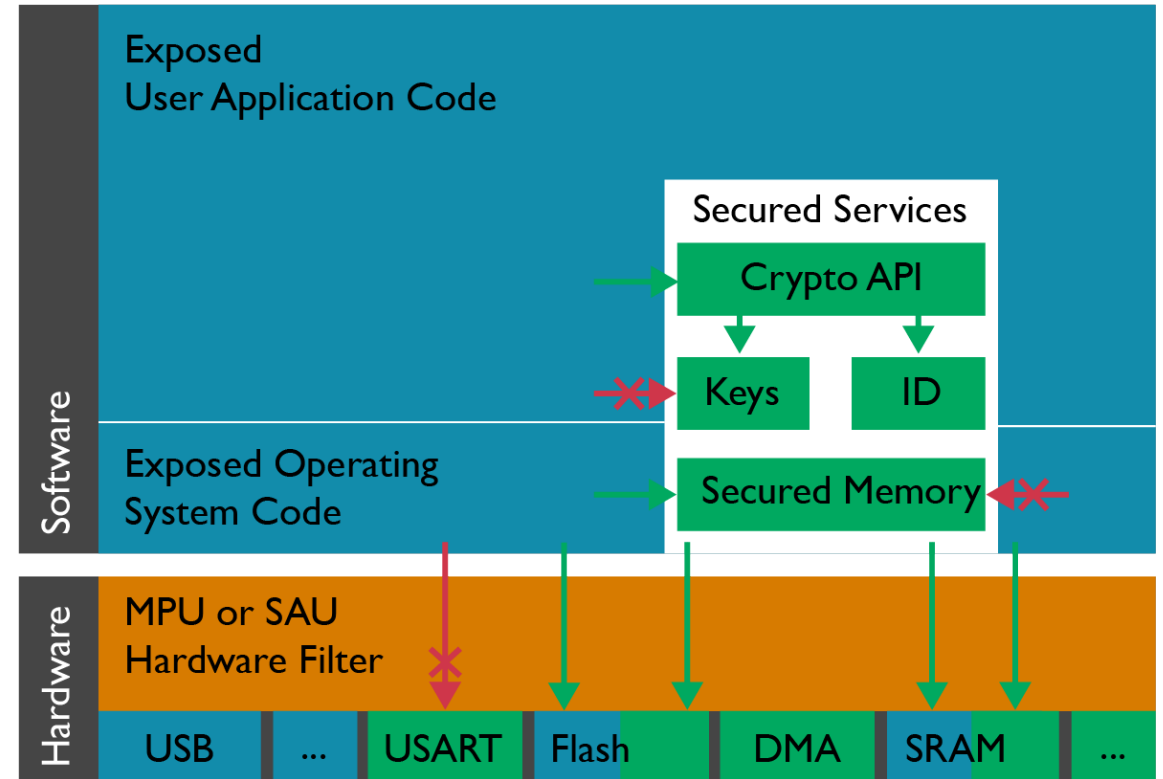 Software
Exposed
User Application Code
Secured Services
Crypto API
Keys
ID
Exposed Operating
System Code
Secured Memory
Hardware
MPU or SAU
Hardware Filter
USB
...
USART
Flash
DMA
SRAM
...